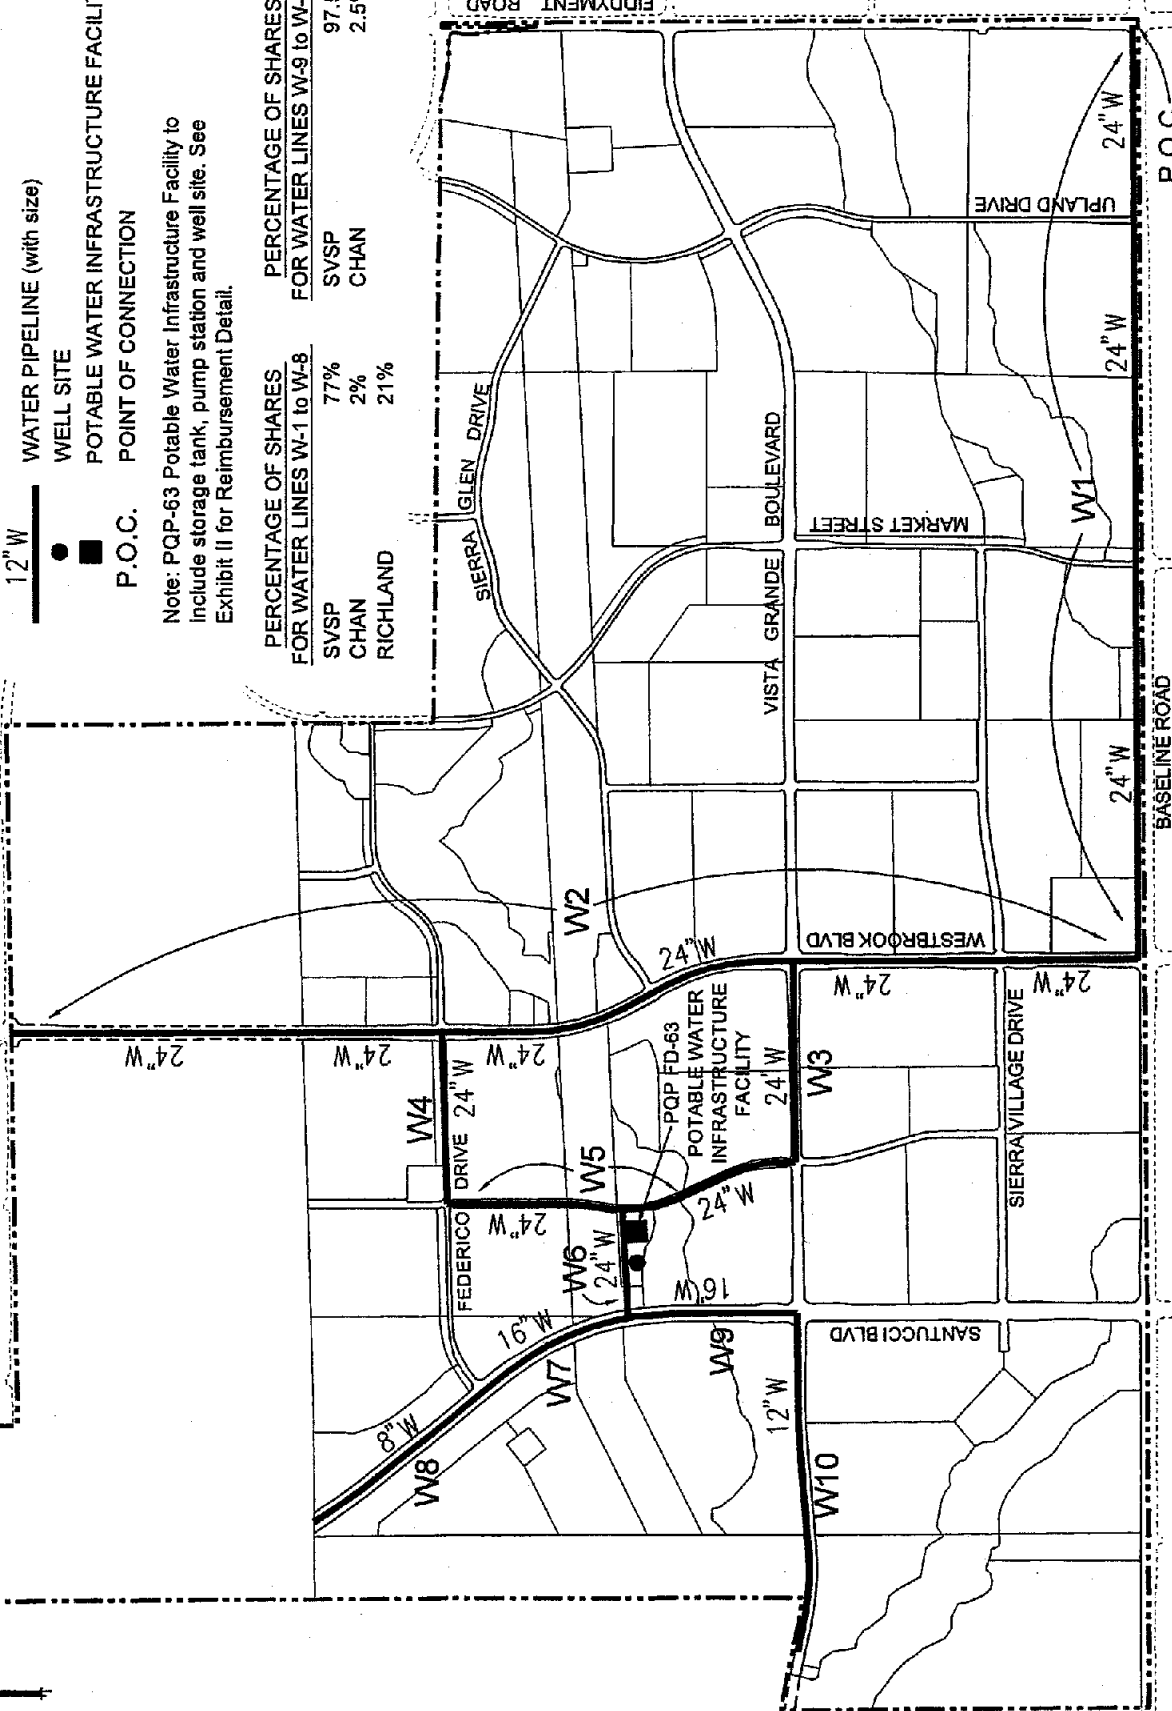 12"W
WATER PIPELINE (with size)
WELL SITE
POTABLE WATER INFRASTRUCTURE
P.O.C.
POINT OF CONNECTION
Note: PQP-63 Potable Water Infrastructure Facility to
include storage tank, pump station and well site. See
Exhibit II for Reimbursement Detail.
PERCENTAGE OF SHARES
FOR WATER LINES W-1 to W-8
SVSP 77%
CHAN 2%
RICHLAND 21%
PERCENTAGE OF SHARES
FOR WATER LINES W-9 to
SVSP
CHAN
FIDDYMENT ROAD
SIERRA GLEN DRIVE
VISTA GRANDE BOULEVARD
MARKET STREET
UPLAND DRIVE
24"W
24"W
W1
24"W
BASELINE ROAD
P.O.C.
W2
24"W
24"W
24"W
24"W
24"W
24"W
WESTBROOK BLVD
SIERRA VILLAGE DRIVE
W3
24"W
W4
24"W
FEDERICO DRIVE
W5
24"W
24"W
PQP FD-63
POTABLE WATER
INFRASTRUCTURE
FACILITY
W6
24"W
W7
16"W
W8
8"W
W9
16"W
SANTUCCI BLVD
12"W
W10